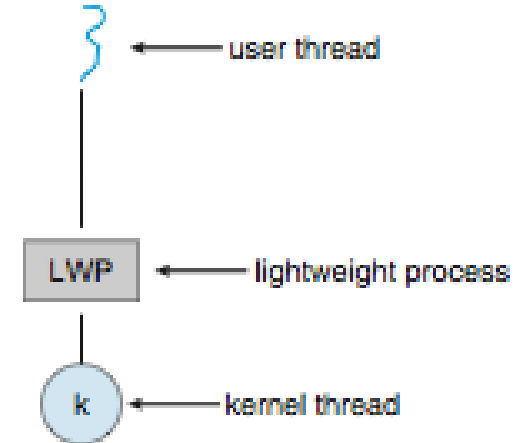 user thread
LWP
lightweight process
k
kernel thread